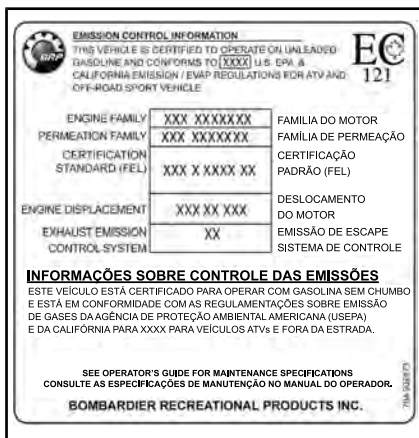 EMISSION CONTROL INFORMATION
THIS VEHICLE IS CERTIFIED TO OPERATE ON UNLEADED
GASOLINE AND CONFORMS TO XXXX U.S. EPA &
CALIFORNIA EMISSION / EVAP REGULATIONS FOR ATV AND
OFF-ROAD SPORT VEHICLE
BRP
EC
121
ENGINE FAMILY XXX XXXXXXX FAMILIA DO MOTOR
PERMEATION FAMILY XXX XXXXXXX FAMÍLIA DE PERMEAÇÃO
CERTIFICATION CERTIFICAÇÃO
STANDARD (FEL) XXX X XXXX XX PADRÃO (FEL)
DESLOCAMENTO
ENGINE DISPLACEMENT XXX XX XXX DO MOTOR
EXHAUST EMISSION XX EMISSÃO DE ESCAPE
CONTROL SYSTEM SISTEMA DE CONTROLE
INFORMAÇÕES SOBRE CONTROLE DAS EMISSÕES
ESTE VEÍCULO ESTÁ CERTIFICADO PARA OPERAR COM GASOLINA SEM CHUMBO
E ESTÁ EM CONFORMIDADE COM AS REGULAMENTAÇÕES SOBRE EMISSÃO
DE GASES DA AGÊNCIA DE PROTEÇÃO AMBIENTAL AMERICANA (USEPA)
E DA CALIFÓRNIA PARA XXXX PARA VEÍCULOS ATVs E FORA DA ESTRADA.
SEE OPERATOR'S GUIDE FOR MAINTENANCE SPECIFICATIONS
CONSULTE AS ESPECIFICAÇÕES DE MANUTENÇÃO NO MANUAL DO OPERADOR.
BOMBARDIER RECREATIONAL PRODUCTS INC.